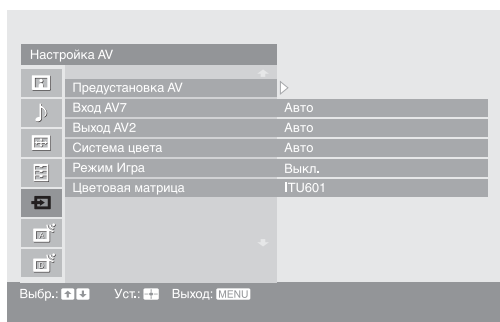 Настройка AV
Предустановка AV
Вход AV7 Авто
Выход AV2 Авто
Система цвета Авто
Режим Игра Выкл.
Цветовая матрица ITU601
Выбр.: Уст.: Выход: MENU